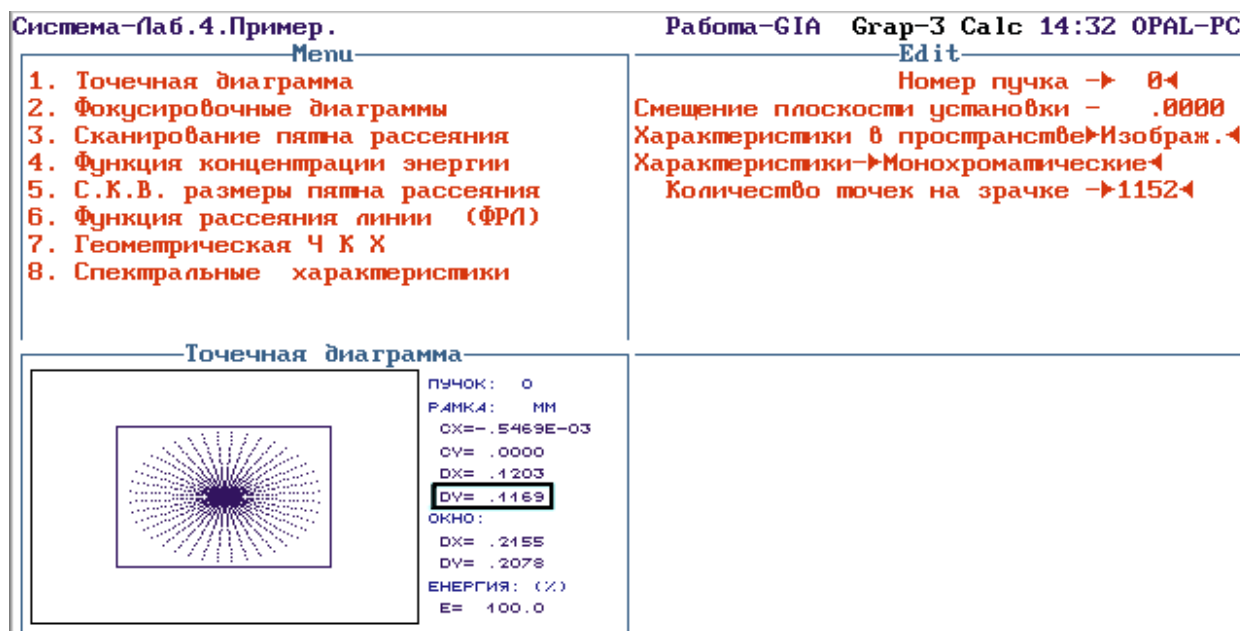 Система-Лаб.4.Пример. Работа-GIA Grap-3 Calc 14:32 OPAL-PC
Menu
1. Точечная диаграмма
2. Фокусировочные диаграммы
3. Сканирование пятна рассеяния
4. Функция концентрации энергии
5. С.К.В. размеры пятна рассеяния
6. Функция рассеяния линии (ФРЛ)
7. Геометрическая Ч К Х
8. Спектральные характеристики
Edit
Номер пучка -► 0◄
Смещение плоскости установки - .0000
Характеристики в пространстве►Изображ.◄
Характеристики-►Монохроматические◄
Количество точек на зрачке -►1152◄
Точечная диаграмма
ПУЧОК: 0
РАМКА: ММ
CX=-.5469E-03
CY= .0000
DX= .1203
DY= .1169
ОКНО:
DX= .2155
DY= .2078
ЕНЕРГИЯ: (%)
E= 100.0